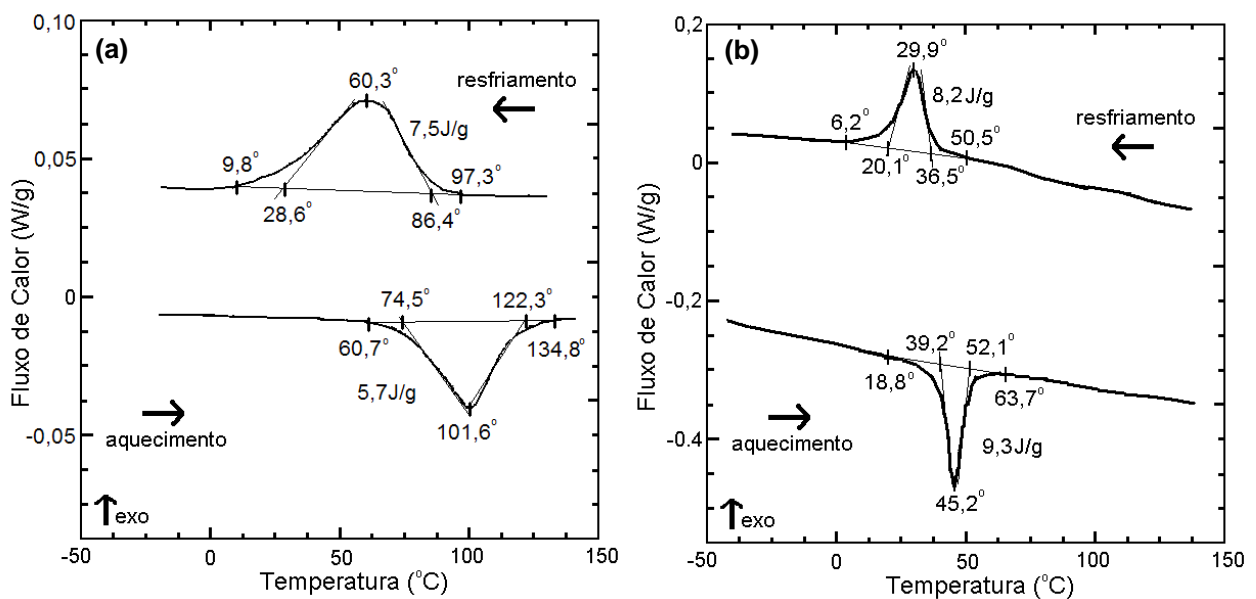 (a)
0,10
0,05
0
-0,05
Fluxo de Calor (W/g)
60,3°
resfriamento
7,5J/g
9,8°
97,3°
28,6°
86,4°
74,5°
122,3°
60,7°
134,8°
5,7J/g
101,6°
aquecimento
exo
-50
0
50
100
150
Temperatura (°C)
(b)
0,2
0
-0,2
-0,4
Fluxo de Calor (W/g)
29,9°
8,2J/g
6,2°
50,5°
resfriamento
20,1°
36,5°
39,2°
52,1°
18,8°
63,7°
aquecimento
9,3J/g
45,2°
exo
-50
0
50
100
150
Temperatura (°C)